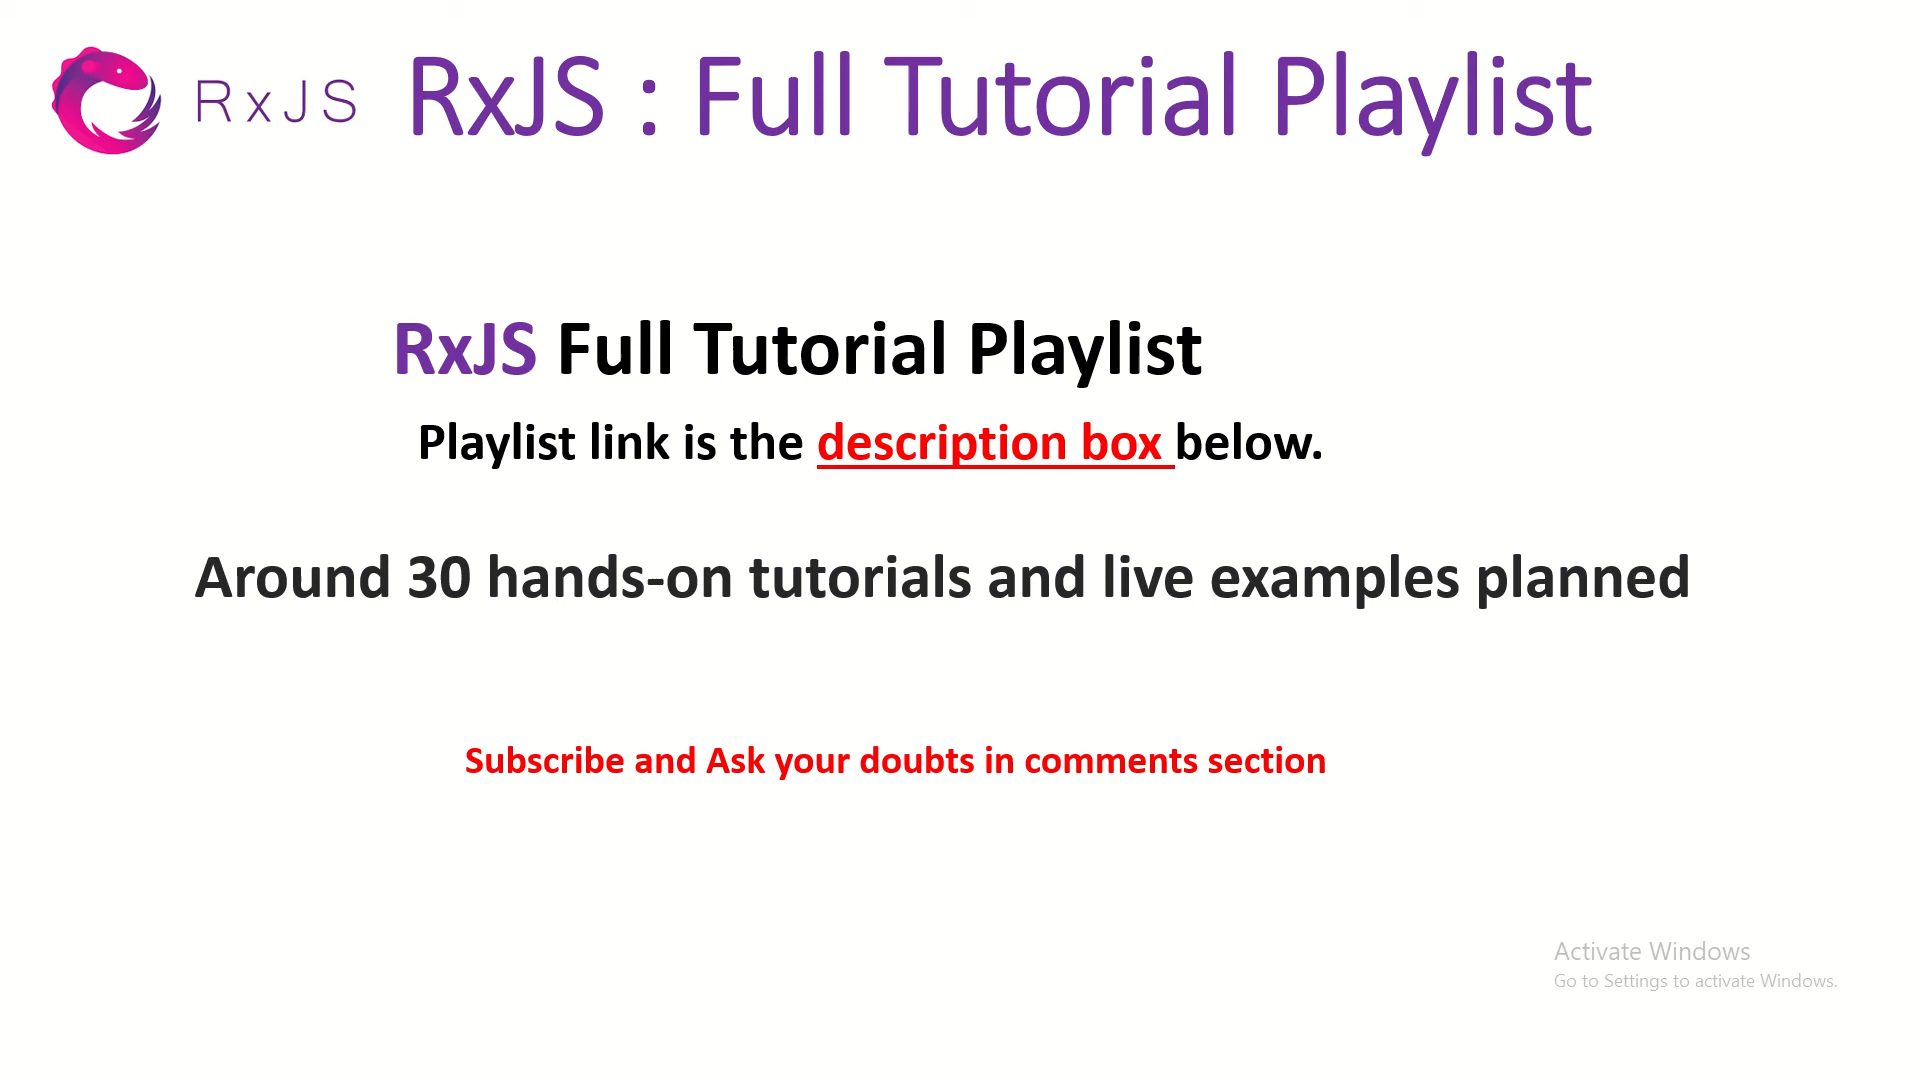 RxJS RxJS : Full Tutorial Playlist
RxJS Full Tutorial Playlist
Playlist link is the description box below.
Around 30 hands-on tutorials and live examples planned
Subscribe and Ask your doubts in comments section
Activate Windows
Go to Settings to activate Windows.